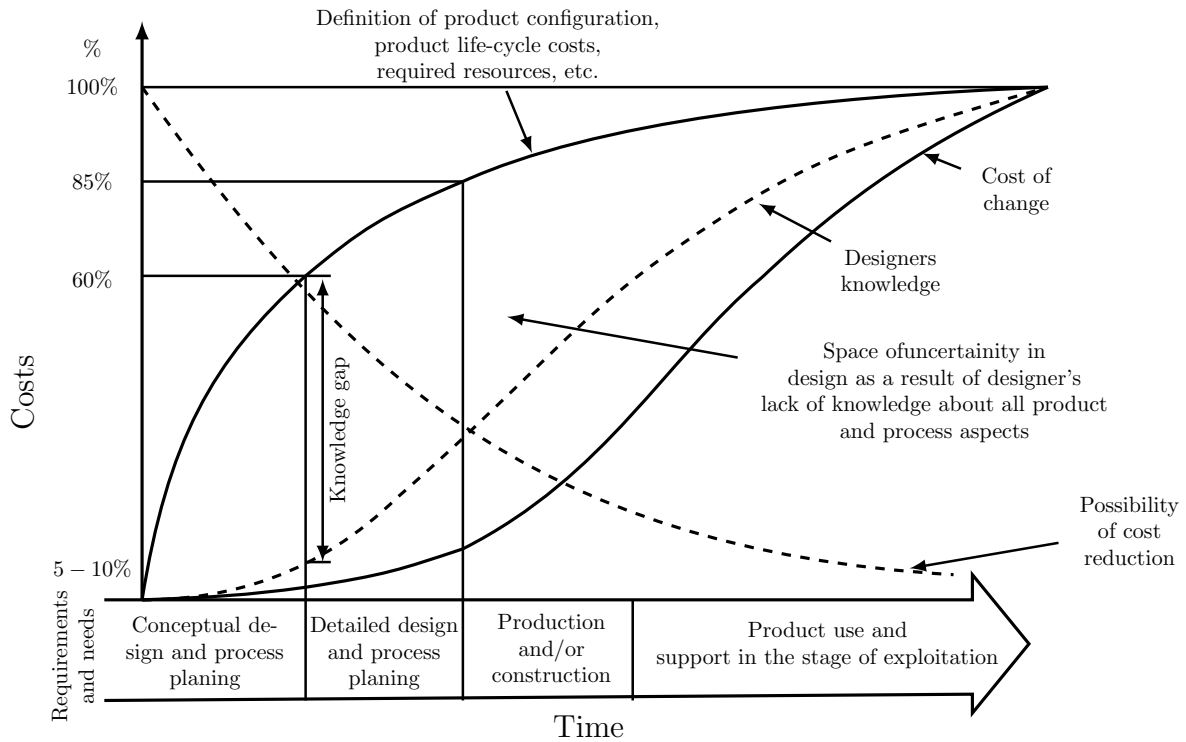 Definition of product configuration,
product life-cycle costs,
required resources, etc.
%
100%
85%
60%
5 − 10%
Costs
Knowledge gap
Cost of
change
Designers
knowledge
Space ofuncertainity in
design as a result of designer's
lack of knowledge about all product
and process aspects
Possibility
of cost
reduction
Requirements
and needs
Conceptual de-
sign and process
planing
Detailed design
and process
planing
Production
and/or
construction
Product use and
support in the stage of exploitation
Time